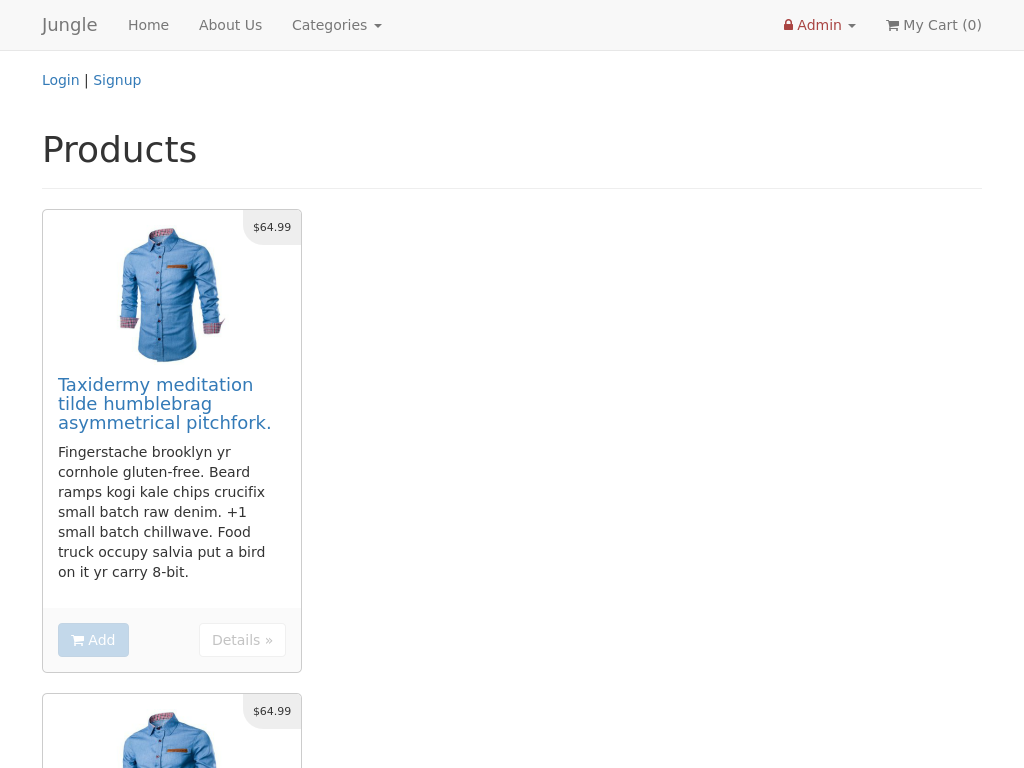 Jungle Home About Us Categories Admin My Cart (0)
Login | Signup
Products
$64.99
Taxidermy meditation
tilde humblebrag
asymmetrical pitchfork.
Fingerstache brooklyn yr
cornhole gluten-free. Beard
ramps kogi kale chips crucifix
small batch raw denim. +1
small batch chillwave. Food
truck occupy salvia put a bird
on it yr carry 8-bit.
Add Details »
$64.99